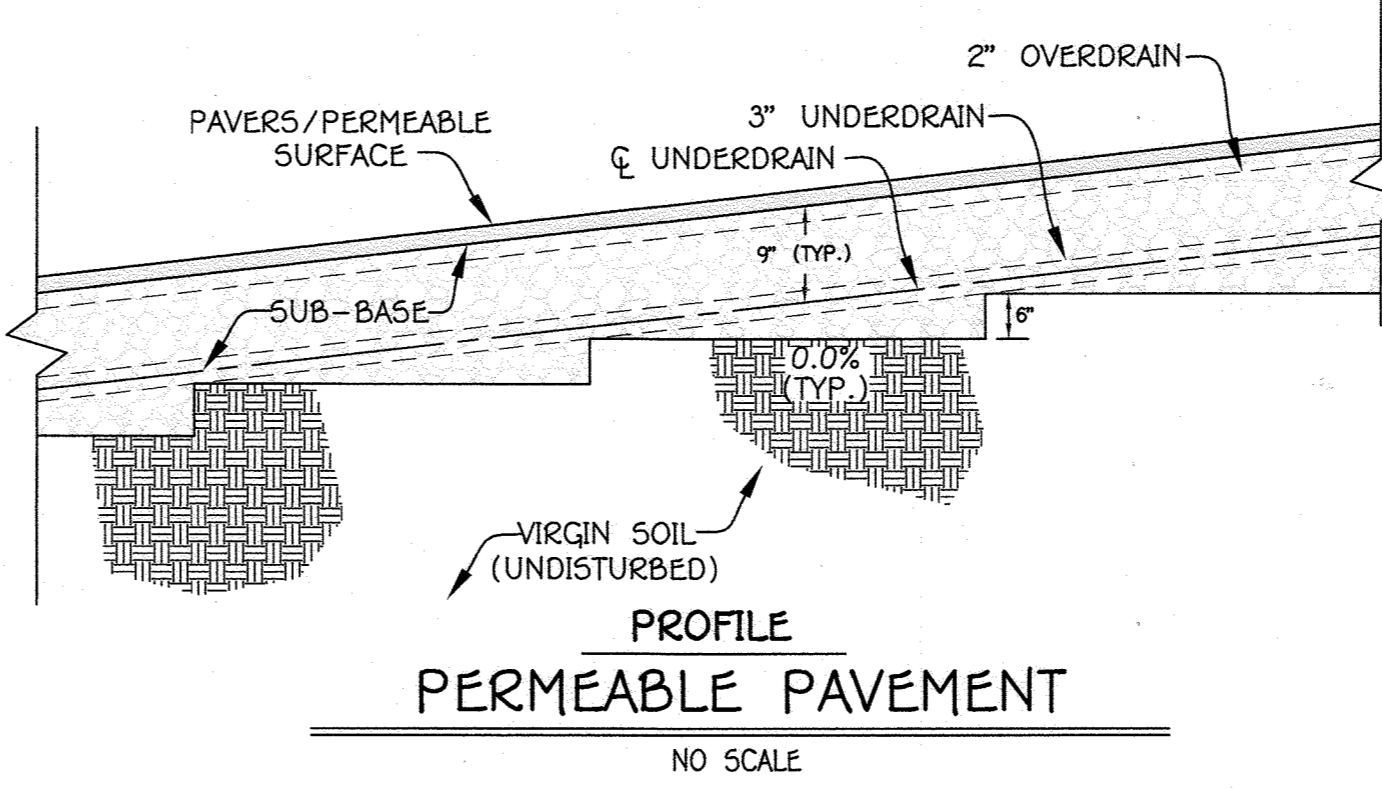 2” OVERDRAIN
3” UNDERDRAIN
℄ UNDERDRAIN
PAVERS/PERMEABLE
SURFACE
9” (TYP.)
SUB-BASE
6”
0.0%
(TYP.)
VIRGIN SOIL
(UNDISTURBED)
PROFILE
PERMEABLE PAVEMENT
NO SCALE